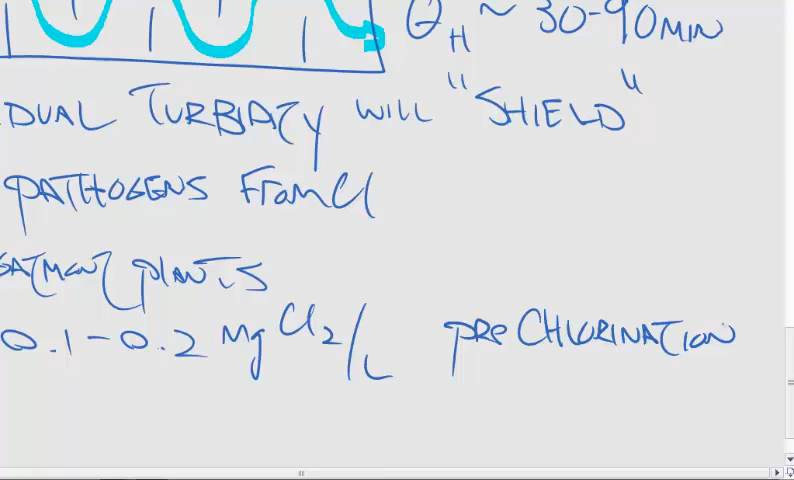 θH ~ 30-90 MIN
DUAL TURBIDITY WILL "SHIELD"
PATHOGENS FROM Cl
EATMENT PLANTS
0.1-0.2 Mg Cl2/L PRE CHLORINATION